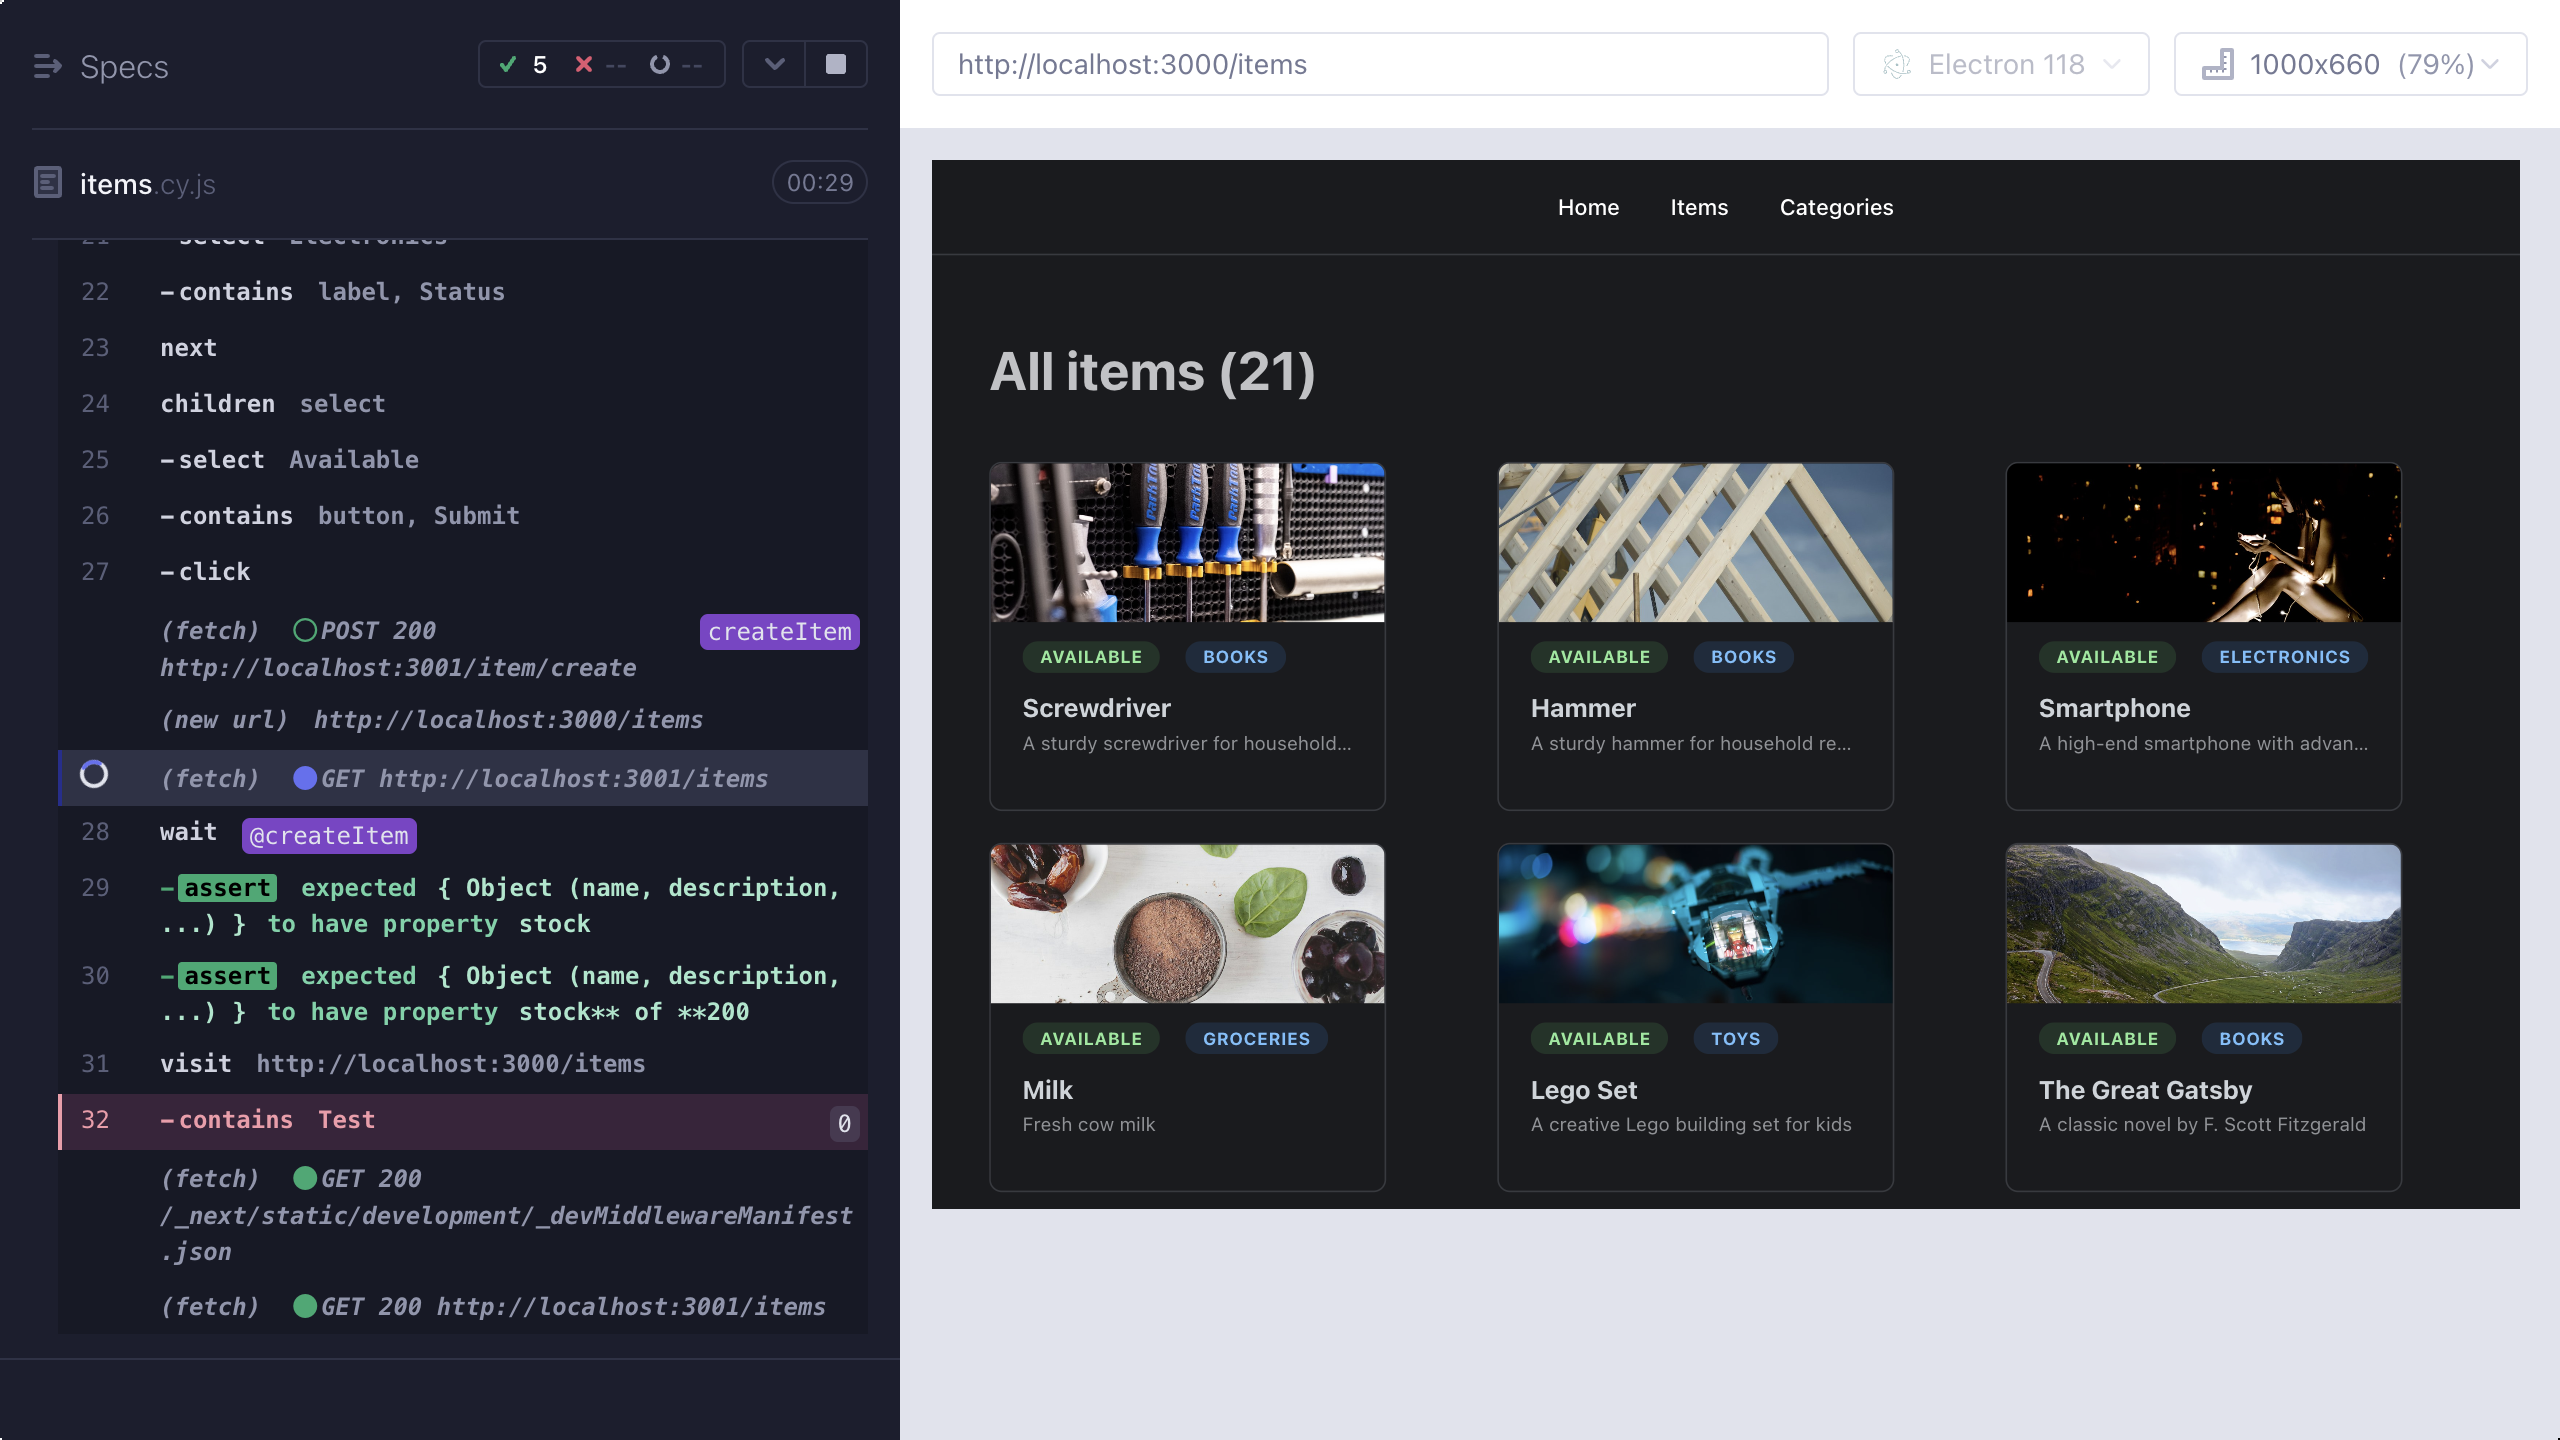 Specs
5 -- --
items.cy.js
00:29
21 -select Electronics
22 -contains label, Status
23 next
24 children select
25 -select Available
26 -contains button, Submit
27 -click
(fetch) POST 200 createItem
http://localhost:3001/item/create
(new url) http://localhost:3000/items
(fetch) GET http://localhost:3001/items
28 wait @createItem
29 -assert expected { Object (name, description,
...) } to have property stock
30 -assert expected { Object (name, description,
...) } to have property stock** of **200
31 visit http://localhost:3000/items
32 -contains Test 0
(fetch) GET 200
/_next/static/development/_devMiddlewareManifest
.json
(fetch) GET 200 http://localhost:3001/items
http://localhost:3000/items
Electron 118
1000x660 (79%)
Home Items Categories
All items (21)
ParkTool ParkTool ParkTool
AVAILABLE BOOKS
Screwdriver
A sturdy screwdriver for household...
AVAILABLE BOOKS
Hammer
A sturdy hammer for household re...
AVAILABLE ELECTRONICS
Smartphone
A high-end smartphone with advan...
AVAILABLE GROCERIES
Milk
Fresh cow milk
AVAILABLE TOYS
Lego Set
A creative Lego building set for kids
AVAILABLE BOOKS
The Great Gatsby
A classic novel by F. Scott Fitzgerald